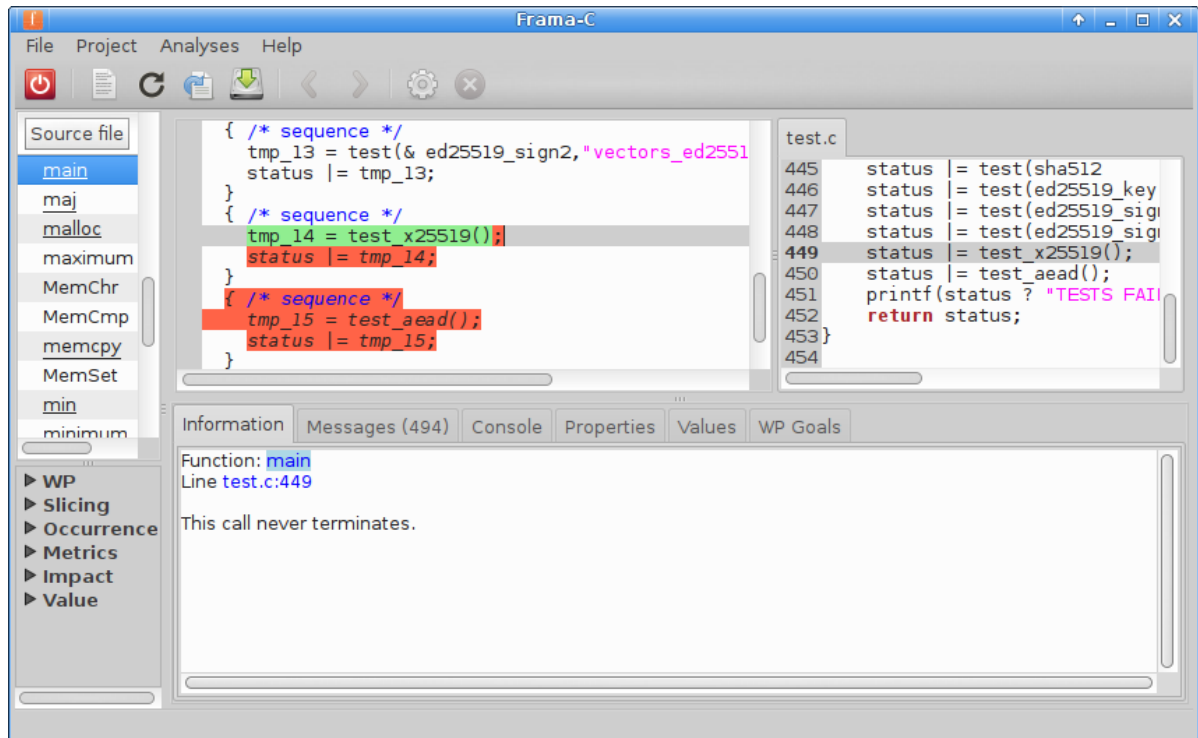 Frama-C
File Project Analyses Help
Source file
main
maj
malloc
maximum
MemChr
MemCmp
memcpy
MemSet
min
minimum
{ /* sequence */
tmp_13 = test(& ed25519_sign2,"vectors_ed2551
status |= tmp_13;
}
{ /* sequence */
tmp_14 = test_x25519();
status |= tmp_14;
}
{ /* sequence */
tmp_15 = test_aead();
status |= tmp_15;
}
test.c
445 status |= test(sha512
446 status |= test(ed25519_key
447 status |= test(ed25519_sig
448 status |= test(ed25519_sig
449 status |= test_x25519();
450 status |= test_aead();
451 printf(status ? "TESTS FAI
452 return status;
453 }
454
WP
Slicing
Occurrence
Metrics
Impact
Value
Information Messages (494) Console Properties Values WP Goals
Function: main
Line test.c:449
This call never terminates.